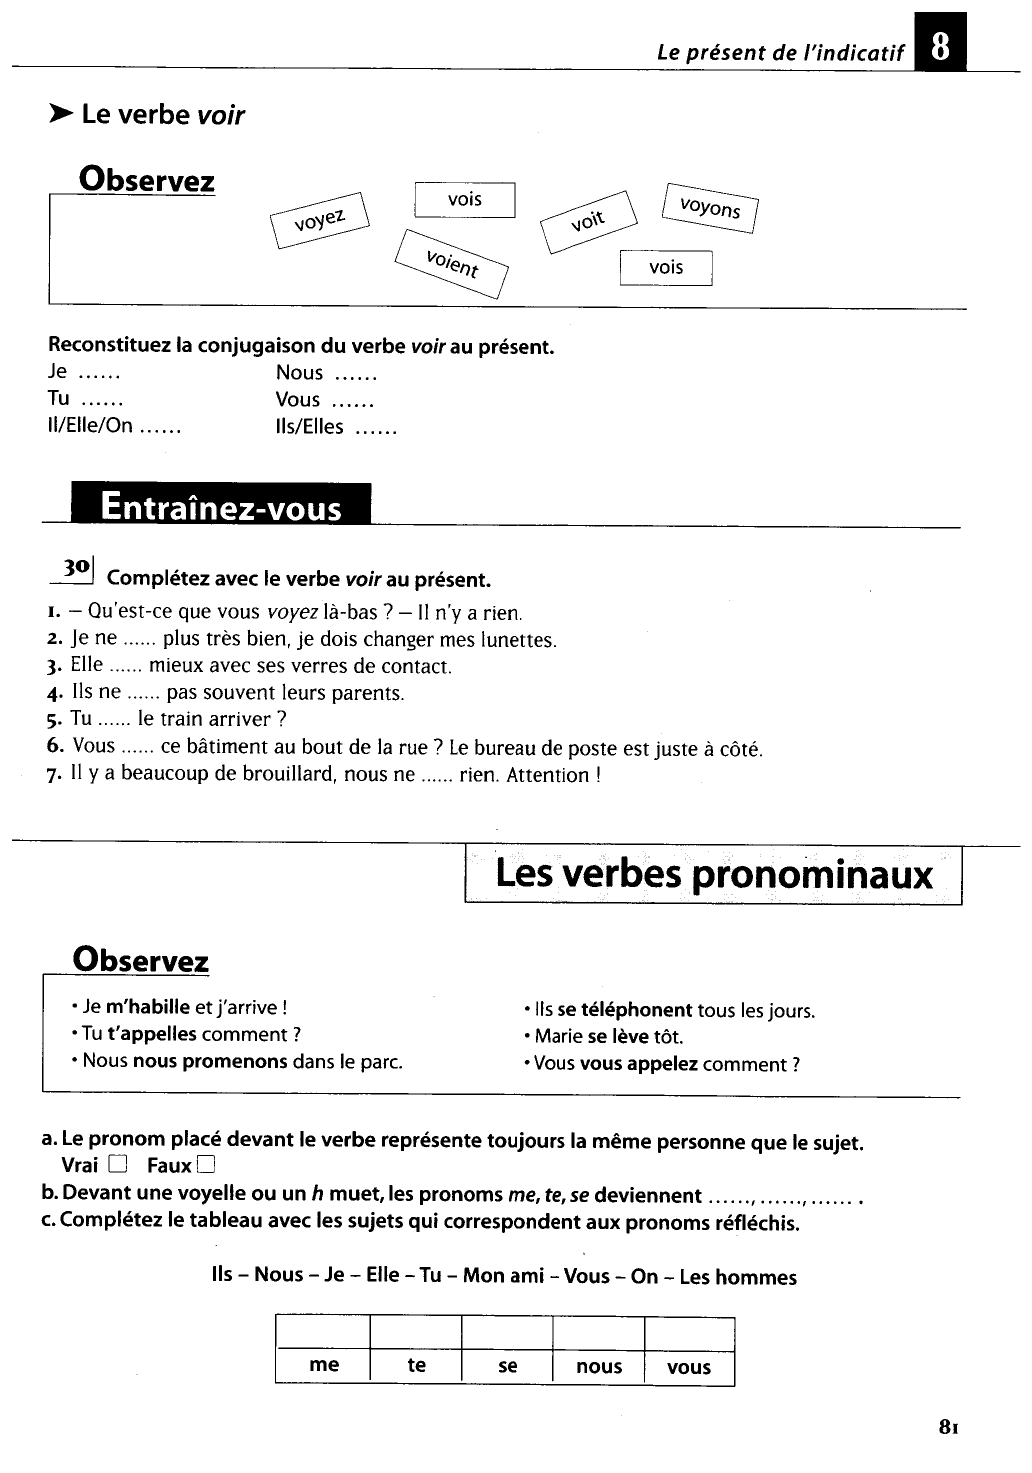 Le présent de l'indicatif 8
➤ Le verbe voir
Observez
voyez
vois
voit
voyons
voient
vois
Reconstituez la conjugaison du verbe voir au présent.
Je ...... Nous ......
Tu ...... Vous ......
Il/Elle/On ...... Ils/Elles ......
Entraînez-vous
30 Complétez avec le verbe voir au présent.
1. – Qu'est-ce que vous voyez là-bas ? – Il n'y a rien.
2. Je ne ...... plus très bien, je dois changer mes lunettes.
3. Elle ...... mieux avec ses verres de contact.
4. Ils ne ...... pas souvent leurs parents.
5. Tu ...... le train arriver ?
6. Vous ...... ce bâtiment au bout de la rue ? Le bureau de poste est juste à côté.
7. Il y a beaucoup de brouillard, nous ne ...... rien. Attention !
Les verbes pronominaux
Observez
• Je m'habille et j'arrive !
• Tu t'appelles comment ?
• Nous nous promenons dans le parc.
• Ils se téléphonent tous les jours.
• Marie se lève tôt.
• Vous vous appelez comment ?
a. Le pronom placé devant le verbe représente toujours la même personne que le sujet.
Vrai ☐ Faux ☐
b. Devant une voyelle ou un h muet, les pronoms me, te, se deviennent ......, ......, ...... .
c. Complétez le tableau avec les sujets qui correspondent aux pronoms réfléchis.
Ils – Nous – Je – Elle – Tu – Mon ami – Vous – On – Les hommes
me te se nous vous
81